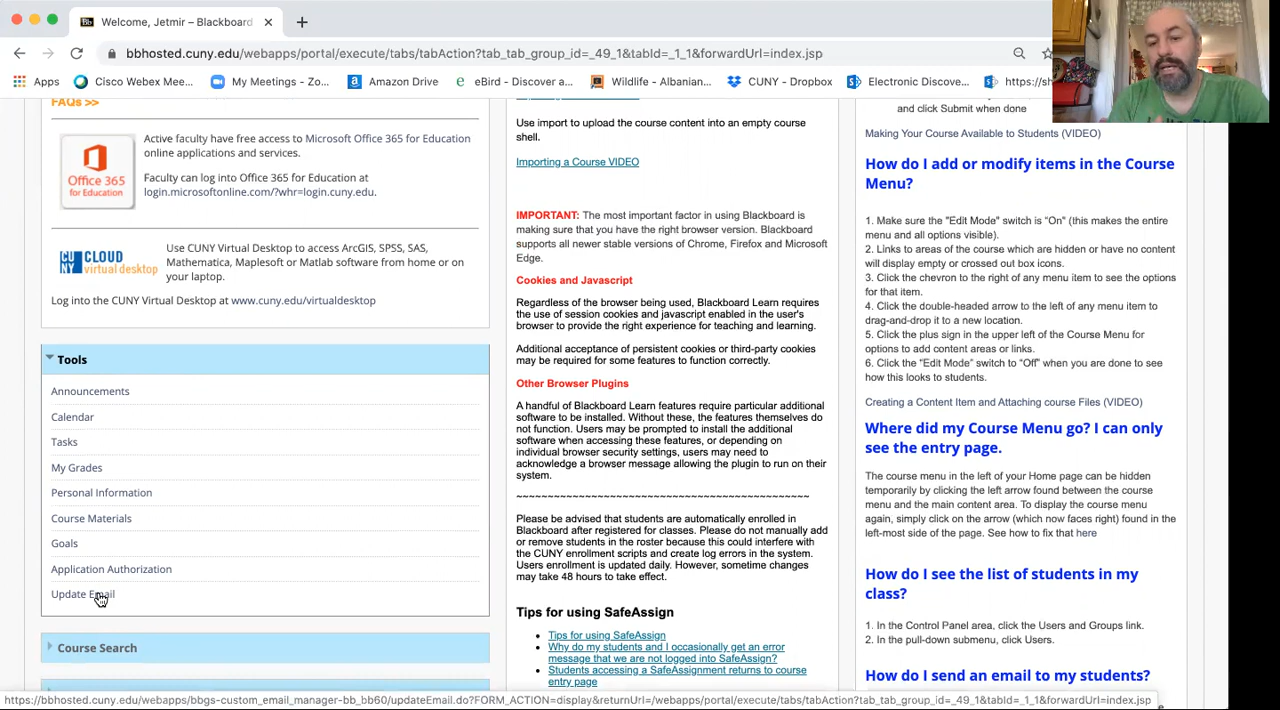 Welcome, Jetmir – Blackboard
bbhosted.cuny.edu/webapps/portal/execute/tabs/tabAction?tab_tab_group_id=_49_1&tabId=_1_1&forwardUrl=index.jsp
Apps
Cisco Webex Mee...
My Meetings - Zo...
Amazon Drive
eBird - Discover a...
Wildlife - Albanian...
CUNY - Dropbox
Electronic Discove...
https://sh
FAQs >>
Active faculty have free access to Microsoft Office 365 for Education
online applications and services.
Faculty can log into Office 365 for Education at
login.microsoftonline.com/?whr=login.cuny.edu.
Office 365
for Education
CU
NY
CLOUD
virtual desktop
Use CUNY Virtual Desktop to access ArcGIS, SPSS, SAS,
Mathematica, Maplesoft or Matlab software from home or on
your laptop.
Log into the CUNY Virtual Desktop at www.cuny.edu/virtualdesktop
Tools
Announcements
Calendar
Tasks
My Grades
Personal Information
Course Materials
Goals
Application Authorization
Update Email
Course Search
Use import to upload the course content into an empty course
shell.
Importing a Course VIDEO
IMPORTANT: The most important factor in using Blackboard is
making sure that you have the right browser version. Blackboard
supports all newer stable versions of Chrome, Firefox and Microsoft
Edge.
Cookies and Javascript
Regardless of the browser being used, Blackboard Learn requires
the use of session cookies and javascript enabled in the user's
browser to provide the right experience for teaching and learning.
Additional acceptance of persistent cookies or third-party cookies
may be required for some features to function correctly.
Other Browser Plugins
A handful of Blackboard Learn features require particular additional
software to be installed. Without these, the features themselves do
not function. Users may be prompted to install the additional
software when accessing these features, or depending on
individual browser security settings, users may need to
acknowledge a browser message allowing the plugin to run on their
system.
~~~~~~~~~~~~~~~~~~~~~~~~~~~~~~~~~~~~~~~~~~~~~~~
Please be advised that students are automatically enrolled in
Blackboard after registered for classes. Please do not manually add
or remove students in the roster because this could interfere with
the CUNY enrollment scripts and create log errors in the system.
Users enrollment is updated daily. However, sometime changes
may take 48 hours to take effect.
Tips for using SafeAssign
Tips for using SafeAssign
Why do my students and I occasionally get an error
message that we are not logged into SafeAssign?
Students accessing a SafeAssignment returns to course
entry page
and click Submit when done
Making Your Course Available to Students (VIDEO)
How do I add or modify items in the Course
Menu?
1. Make sure the "Edit Mode" switch is “On” (this makes the entire
menu and all options visible).
2. Links to areas of the course which are hidden or have no content
will display empty or crossed out box icons.
3. Click the chevron to the right of any menu item to see the options
for that item.
4. Click the double-headed arrow to the left of any menu item to
drag-and-drop it to a new location.
5. Click the plus sign in the upper left of the Course Menu for
options to add content areas or links.
6. Click the “Edit Mode” switch to “Off” when you are done to see
how this looks to students.
Creating a Content Item and Attaching course Files (VIDEO)
Where did my Course Menu go? I can only
see the entry page.
The course menu in the left of your Home page can be hidden
temporarily by clicking the left arrow found between the course
menu and the main content area. To display the course menu
again, simply click on the arrow (which now faces right) found in the
left-most side of the page. See how to fix that here
How do I see the list of students in my
class?
1. In the Control Panel area, click the Users and Groups link.
2. In the pull-down submenu, click Users.
How do I send an email to my students?
https://bbhosted.cuny.edu/webapps/bbgs-custom_email_manager-bb_bb60/updateEmail.do?FORM_ACTION=display&returnUrl=/webapps/portal/execute/tabs/tabAction?tab_tab_group_id=_49_1&tabId=_1_1&forwardUrl=index.jsp